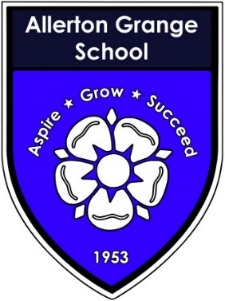 Allerton Grange
School
Aspire ★ Grow ★ Succeed
1953